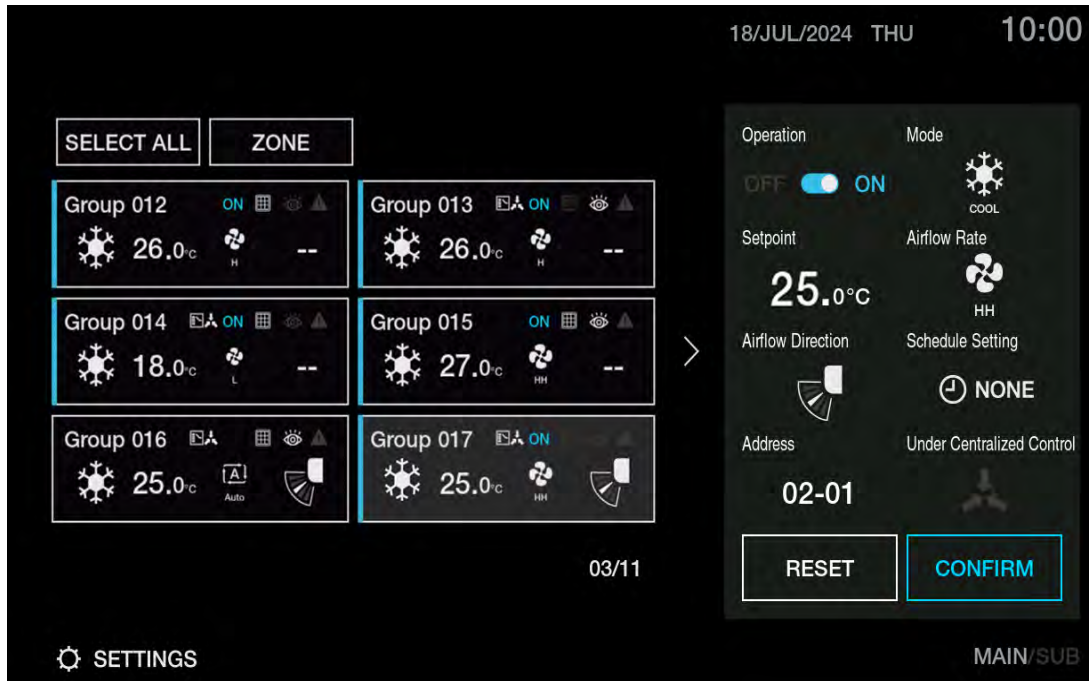 18/JUL/2024 THU 10:00
SELECT ALL ZONE
Group 012 ON
26.0°C H --
Group 013 ON
26.0°C H --
Group 014 ON
18.0°C L --
Group 015 ON
27.0°C HH --
Group 016
25.0°C A Auto
Group 017 ON
25.0°C HH
03/11
Operation Mode
OFF ON COOL
Setpoint Airflow Rate
25.0°C HH
Airflow Direction Schedule Setting
NONE
Address Under Centralized Control
02-01
RESET CONFIRM
SETTINGS MAIN/SUB